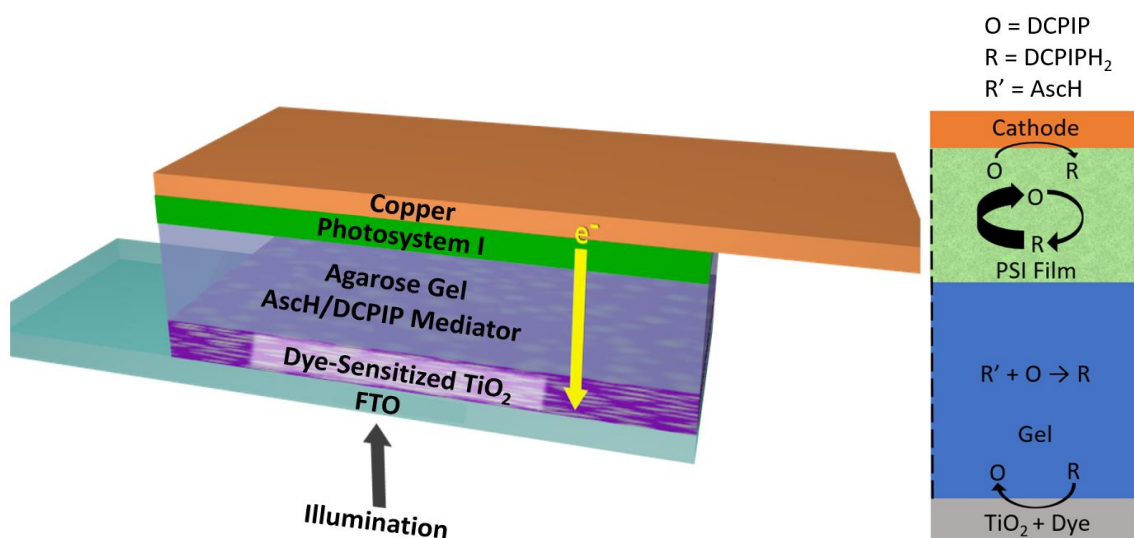 Copper
Photosystem I
e⁻
Agarose Gel
AscH/DCPIP Mediator
Dye-Sensitized TiO₂
FTO
Illumination
O = DCPIP
R = DCPIPH₂
R’ = AscH
Cathode
O R
O
R
PSI Film
R’ + O → R
Gel
O R
TiO₂ + Dye